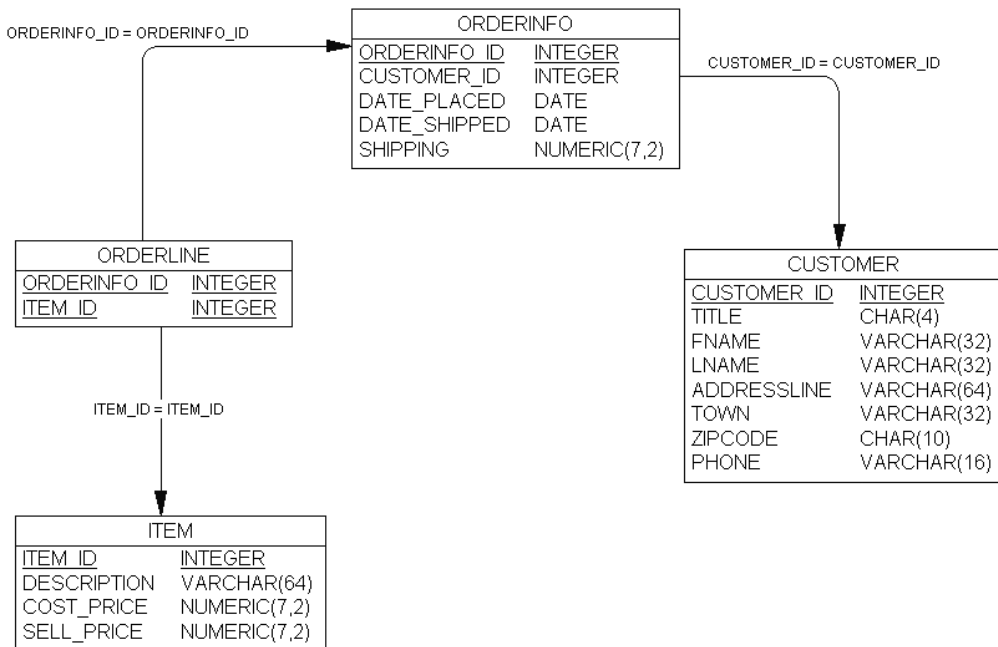 ORDERINFO_ID = ORDERINFO_ID
ORDERINFO
ORDERINFO_ID INTEGER
CUSTOMER_ID INTEGER
DATE_PLACED DATE
DATE_SHIPPED DATE
SHIPPING NUMERIC(7,2)
CUSTOMER_ID = CUSTOMER_ID
ORDERLINE
ORDERINFO_ID INTEGER
ITEM_ID INTEGER
CUSTOMER
CUSTOMER_ID INTEGER
TITLE CHAR(4)
FNAME VARCHAR(32)
LNAME VARCHAR(32)
ADDRESSLINE VARCHAR(64)
TOWN VARCHAR(32)
ZIPCODE CHAR(10)
PHONE VARCHAR(16)
ITEM_ID = ITEM_ID
ITEM
ITEM_ID INTEGER
DESCRIPTION VARCHAR(64)
COST_PRICE NUMERIC(7,2)
SELL_PRICE NUMERIC(7,2)